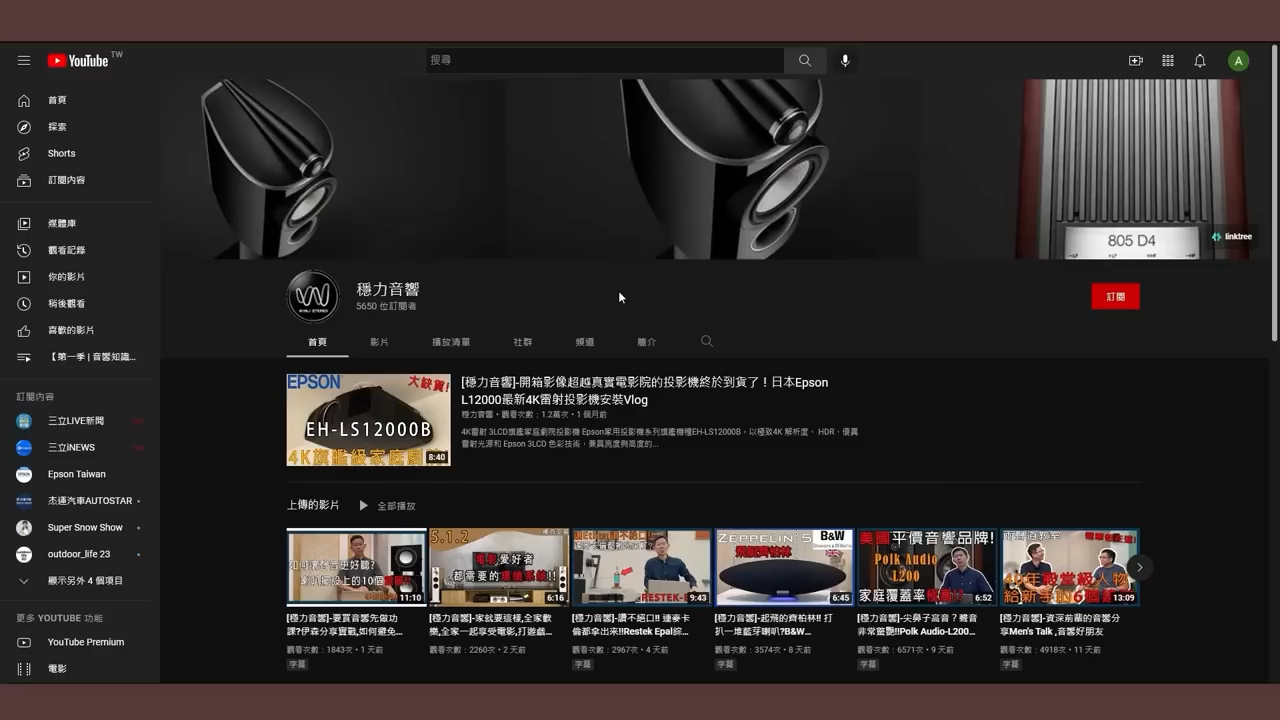 YouTube TW
搜尋
A
首頁
探索
Shorts
訂閱內容
媒體庫
觀看記錄
你的影片
稍後觀看
喜歡的影片
【第一季 | 音響知識...
訂閱內容
三立LIVE新聞
三立iNEWS
Epson Taiwan
杰運汽車AUTOSTAR
Super Snow Show
outdoor_life 23
顯示另外 4 個項目
更多 YOUTUBE 功能
YouTube Premium
電影
805 D4
linktree
穩力音響
5650 位訂閱者
訂閱
首頁 影片 播放清單 社群 頻道 簡介
EPSON
大缺貨!
EH-LS12000B
4K旗艦級家庭劇
8:40
[穩力音響]-開箱影像超越真實電影院的投影機終於到貨了！日本Epson
L12000最新4K雷射投影機安裝Vlog
穩力音響・觀看次數：1.2萬次・1 個月前
4K雷射 3LCD旗艦家庭劇院投影機 Epson家用投影機系列旗艦機種EH-LS12000B，以極致4K 解析度、 HDR、優異
雷射光源和 Epson 3LCD 色彩技術，兼具亮度與高度的...
上傳的影片 全部播放
11:10
[穩力音響]-要買音響先做功
課?伊森分享實戰,如何避免...
觀看次數：1843次・1 天前
字幕
5.1.2
電影愛好者
都需要的環繞系統!!
6:16
[穩力音響]-家就要這樣,全家歡
樂,全家一起享受電影,打遊戲...
觀看次數：2260次・2 天前
RESTEK-E
9:43
[穩力音響]-讚不絕口!! 連麥卡
倫都拿出來!!Restek Epal綜...
觀看次數：2967次・4 天前
字幕
ZEPPELIN
B&W
飛艇齊柏林
6:45
[穩力音響]-起飛的齊柏林!! 打
扒一堆藍芽喇叭?B&W...
觀看次數：3574次・8 天前
字幕
美國平價音響品牌!
Polk Audio
L200
家庭覆蓋率
6:52
[穩力音響]-尖鼻子高音？聲音
非常驚艷!!Polk Audio-L200...
觀看次數：6571次・9 天前
字幕
40年殿堂級人物
給新手的6個
13:09
[穩力音響]-資深前輩的音響分
享Men's Talk ,音響好朋友
觀看次數：4918次・11 天前
字幕